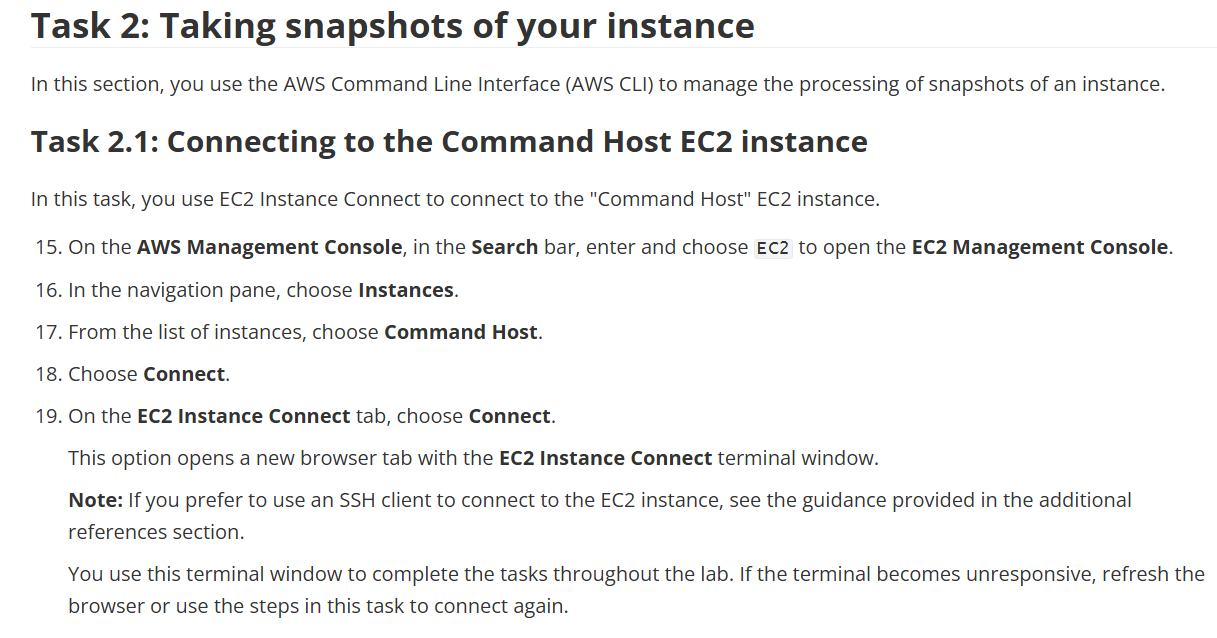 Task 2: Taking snapshots of your instance
In this section, you use the AWS Command Line Interface (AWS CLI) to manage the processing of snapshots of an instance.
Task 2.1: Connecting to the Command Host EC2 instance
In this task, you use EC2 Instance Connect to connect to the "Command Host" EC2 instance.
15. On the AWS Management Console, in the Search bar, enter and choose EC2 to open the EC2 Management Console.
16. In the navigation pane, choose Instances.
17. From the list of instances, choose Command Host.
18. Choose Connect.
19. On the EC2 Instance Connect tab, choose Connect.
This option opens a new browser tab with the EC2 Instance Connect terminal window.
Note: If you prefer to use an SSH client to connect to the EC2 instance, see the guidance provided in the additional
references section.
You use this terminal window to complete the tasks throughout the lab. If the terminal becomes unresponsive, refresh the
browser or use the steps in this task to connect again.